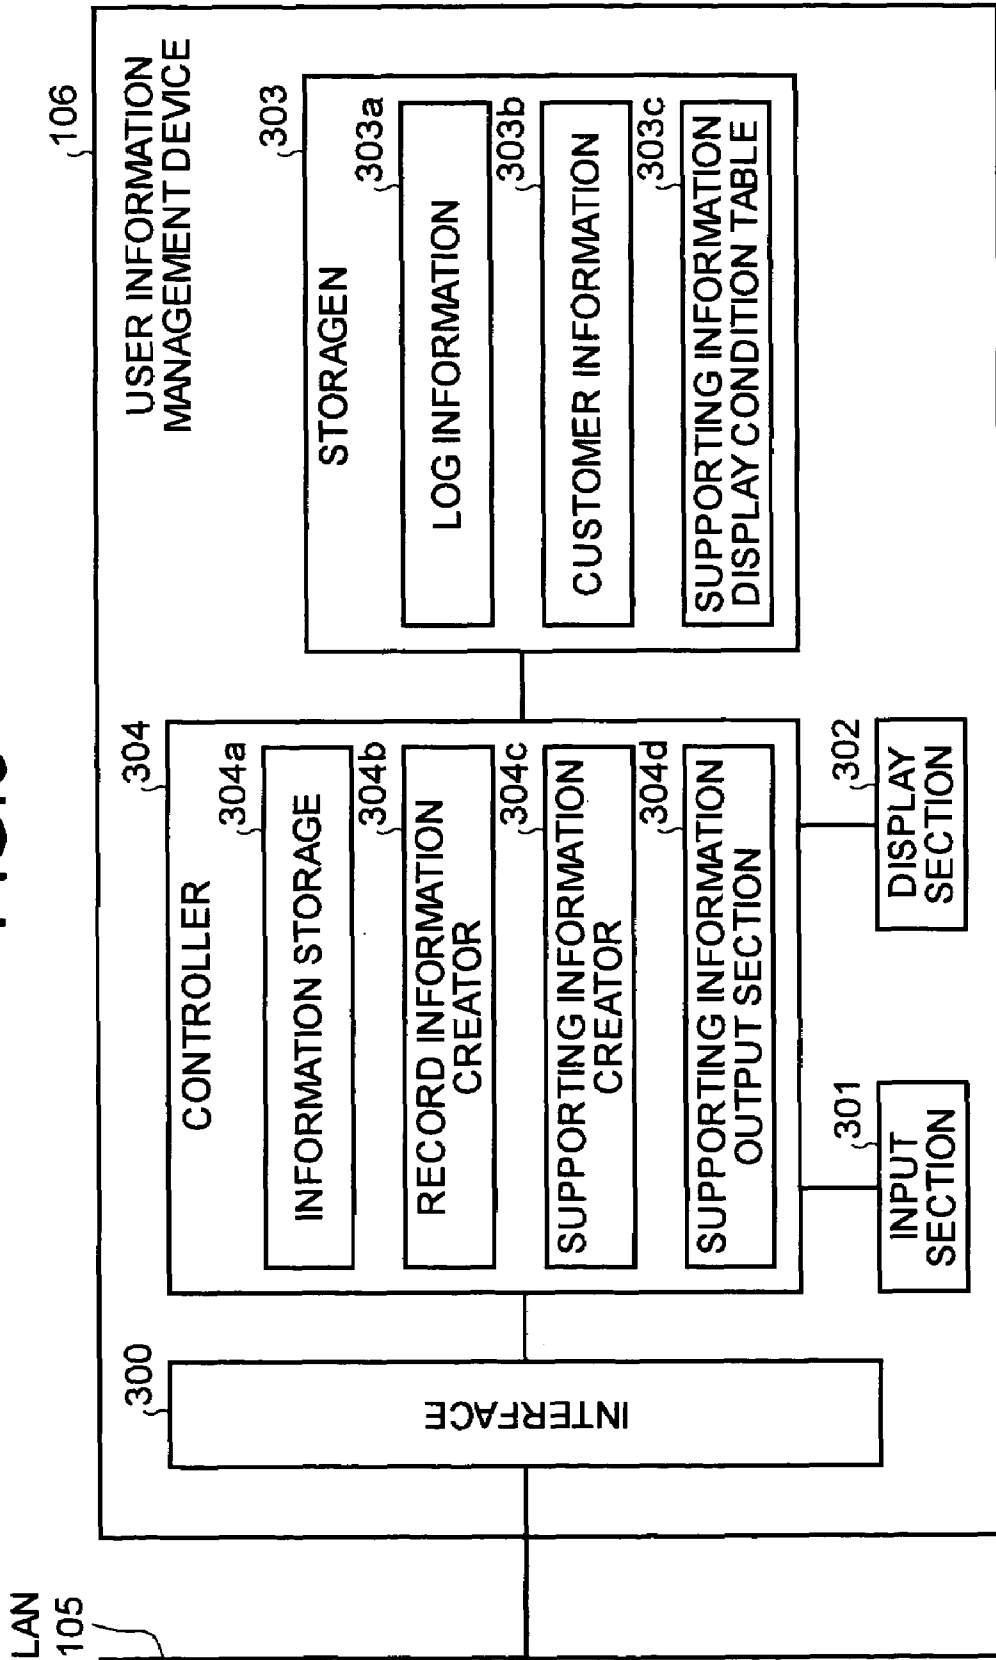 LAN
105
106
USER INFORMATION
MANAGEMENT DEVICE
300
INTERFACE
304
CONTROLLER
304a
INFORMATION STORAGE
304b
RECORD INFORMATION
CREATOR
304c
SUPPORTING INFORMATION
CREATOR
304d
SUPPORTING INFORMATION
OUTPUT SECTION
303
STORAGEN
303a
LOG INFORMATION
303b
CUSTOMER INFORMATION
303c
SUPPORTING INFORMATION
DISPLAY CONDITION TABLE
301
INPUT
SECTION
302
DISPLAY
SECTION